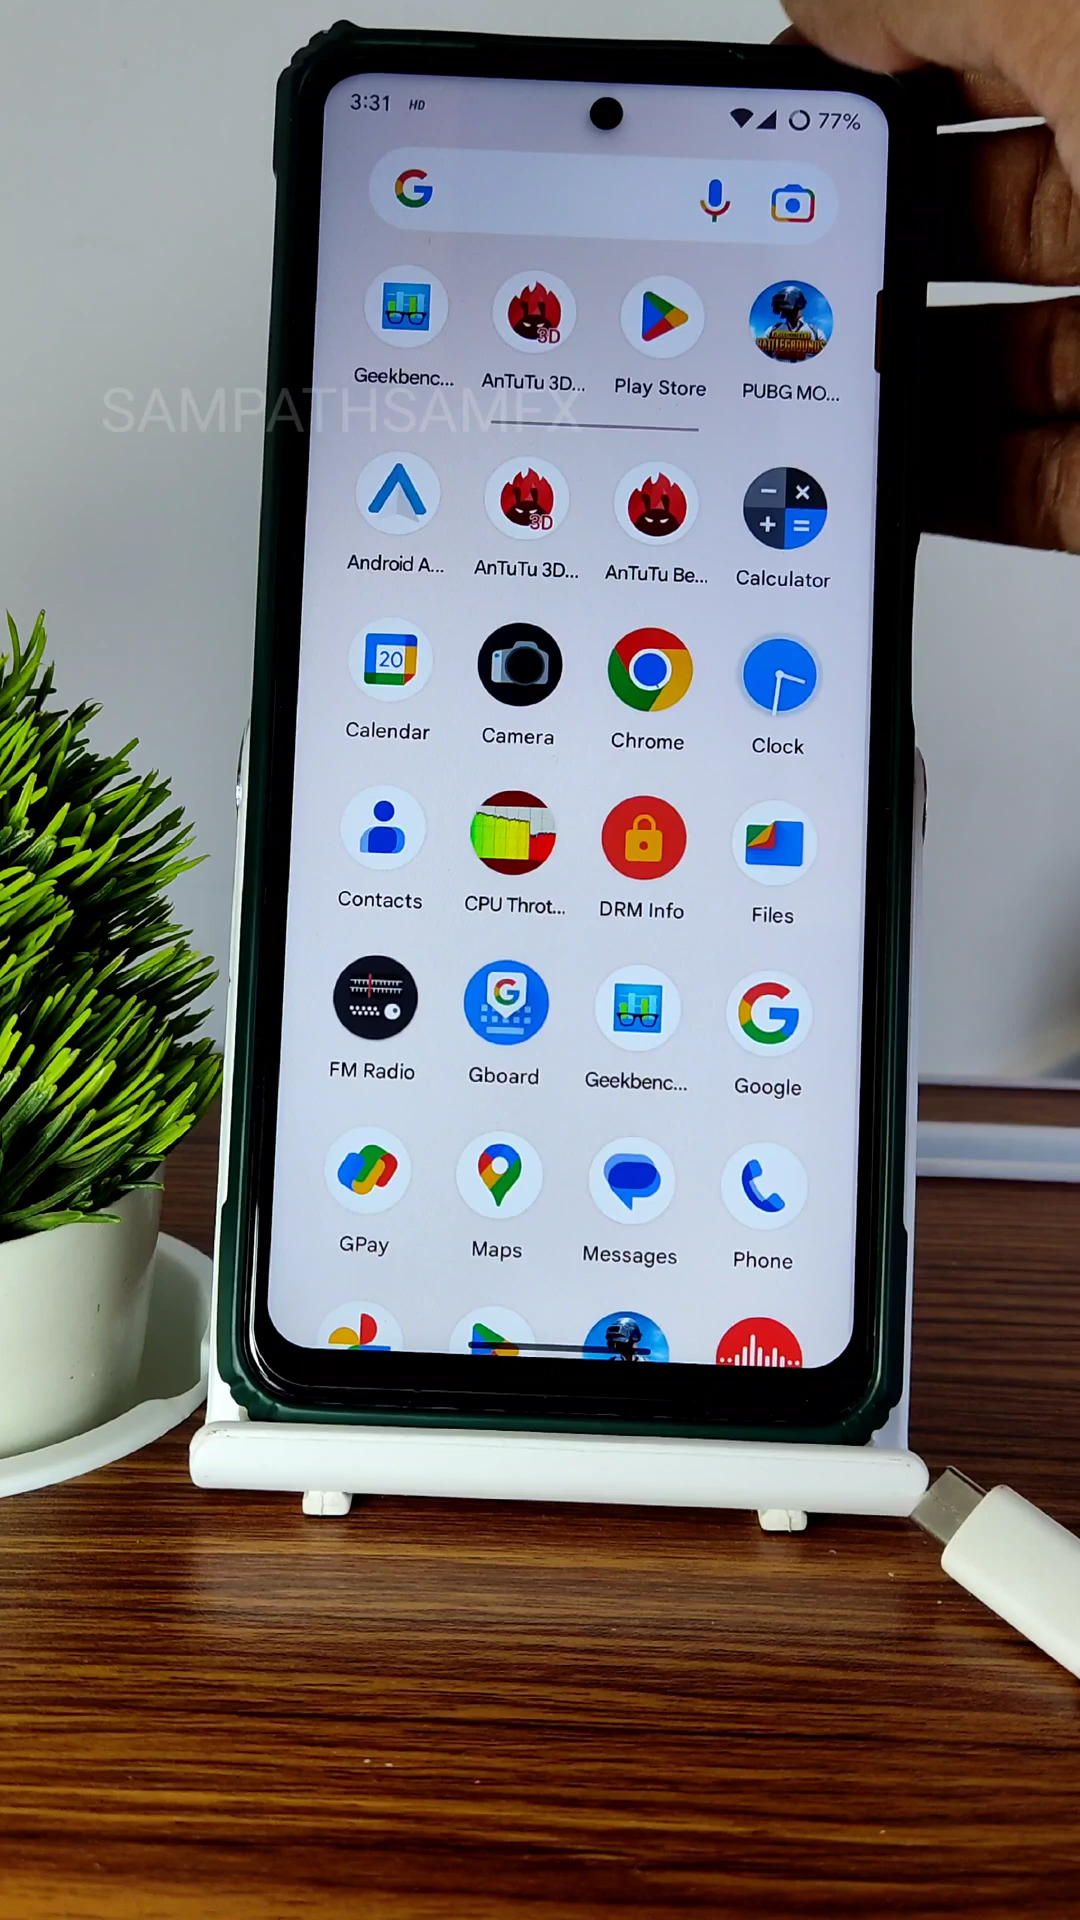 3:31 HD 77%
Geekbenc... AnTuTu 3D... Play Store PUBG MO...
SAMPATHSAMFX
Android A... AnTuTu 3D... AnTuTu Be... Calculator
20
Calendar Camera Chrome Clock
Contacts CPU Throt... DRM Info Files
FM Radio Gboard Geekbenc... Google
GPay Maps Messages Phone